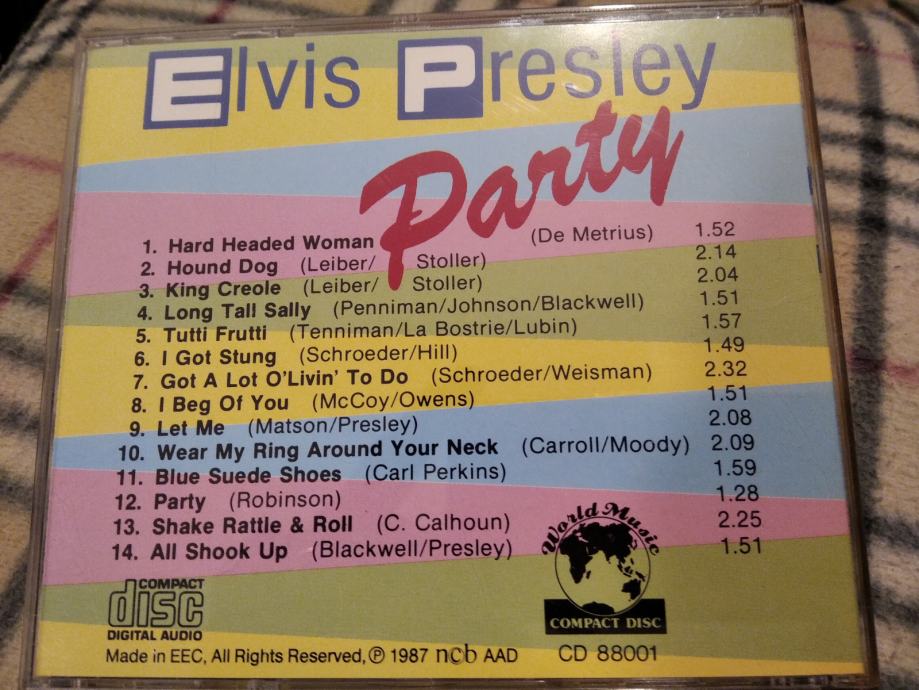 Elvis Presley
Party
1. Hard Headed Woman (De Metrius) 1.52
2. Hound Dog (Leiber/ Stoller) 2.14
3. King Creole (Leiber/ Stoller) 2.04
4. Long Tall Sally (Penniman/Johnson/Blackwell) 1.51
5. Tutti Frutti (Tenniman/La Bostrie/Lubin) 1.57
6. I Got Stung (Schroeder/Hill) 1.49
7. Got A Lot O'Livin' To Do (Schroeder/Weisman) 2.32
8. I Beg Of You (McCoy/Owens) 1.51
9. Let Me (Matson/Presley) 2.08
10. Wear My Ring Around Your Neck (Carroll/Moody) 2.09
11. Blue Suede Shoes (Carl Perkins) 1.59
12. Party (Robinson) 1.28
13. Shake Rattle & Roll (C. Calhoun) 2.25
14. All Shook Up (Blackwell/Presley) 1.51
World Music
COMPACT DISC
COMPACT
disc
DIGITAL AUDIO
Made in EEC, All Rights Reserved, ℗ 1987 ncb AAD CD 88001